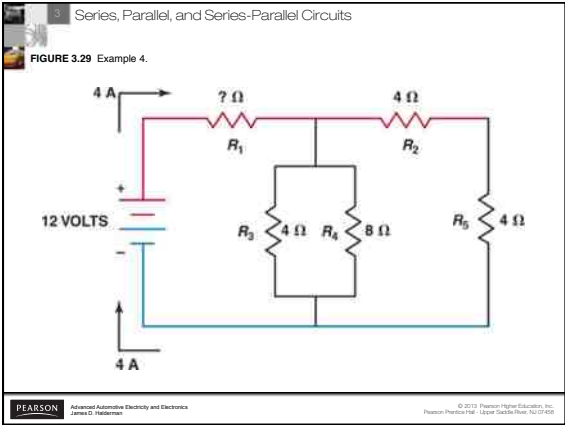 3 Series, Parallel, and Series-Parallel Circuits
FIGURE 3.29 Example 4.
4 A
? Ω
4 Ω
R1
R2
+
12 VOLTS
R3
4 Ω
R4
8 Ω
R5
4 Ω
−
4 A
PEARSON
Advanced Automotive Electricity and Electronics
James D. Halderman
© 2013 Pearson Higher Education, Inc.
Pearson Prentice Hall - Upper Saddle River, NJ 07458